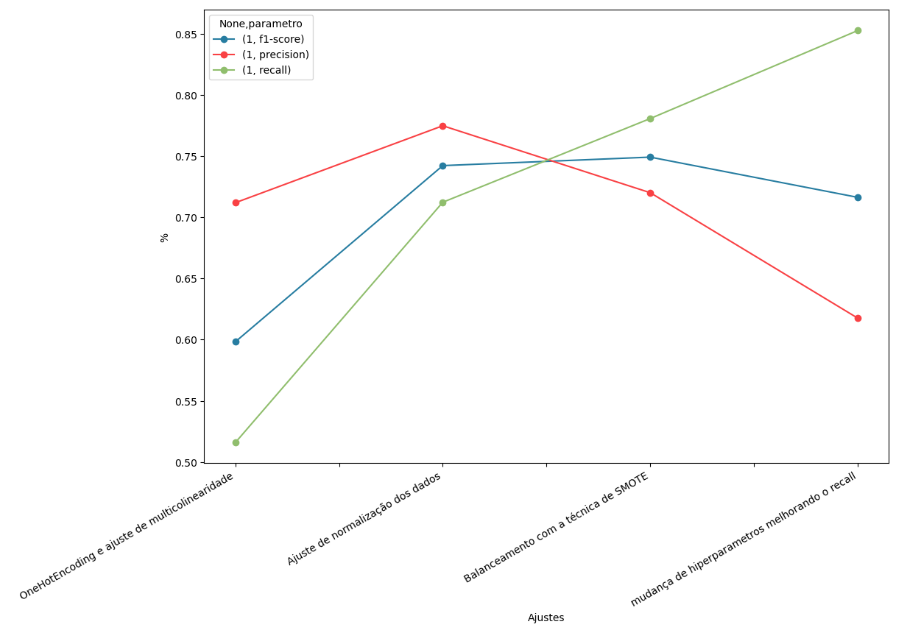 None,parametro
(1, f1-score)
(1, precision)
(1, recall)
0.85
0.80
0.75
0.70
0.65
0.60
0.55
0.50
%
OneHotEncoding e ajuste de multicolinearidade
Ajuste de normalização dos dados
Balanceamento com a técnica de SMOTE
mudança de hiperparametros melhorando o recall
Ajustes